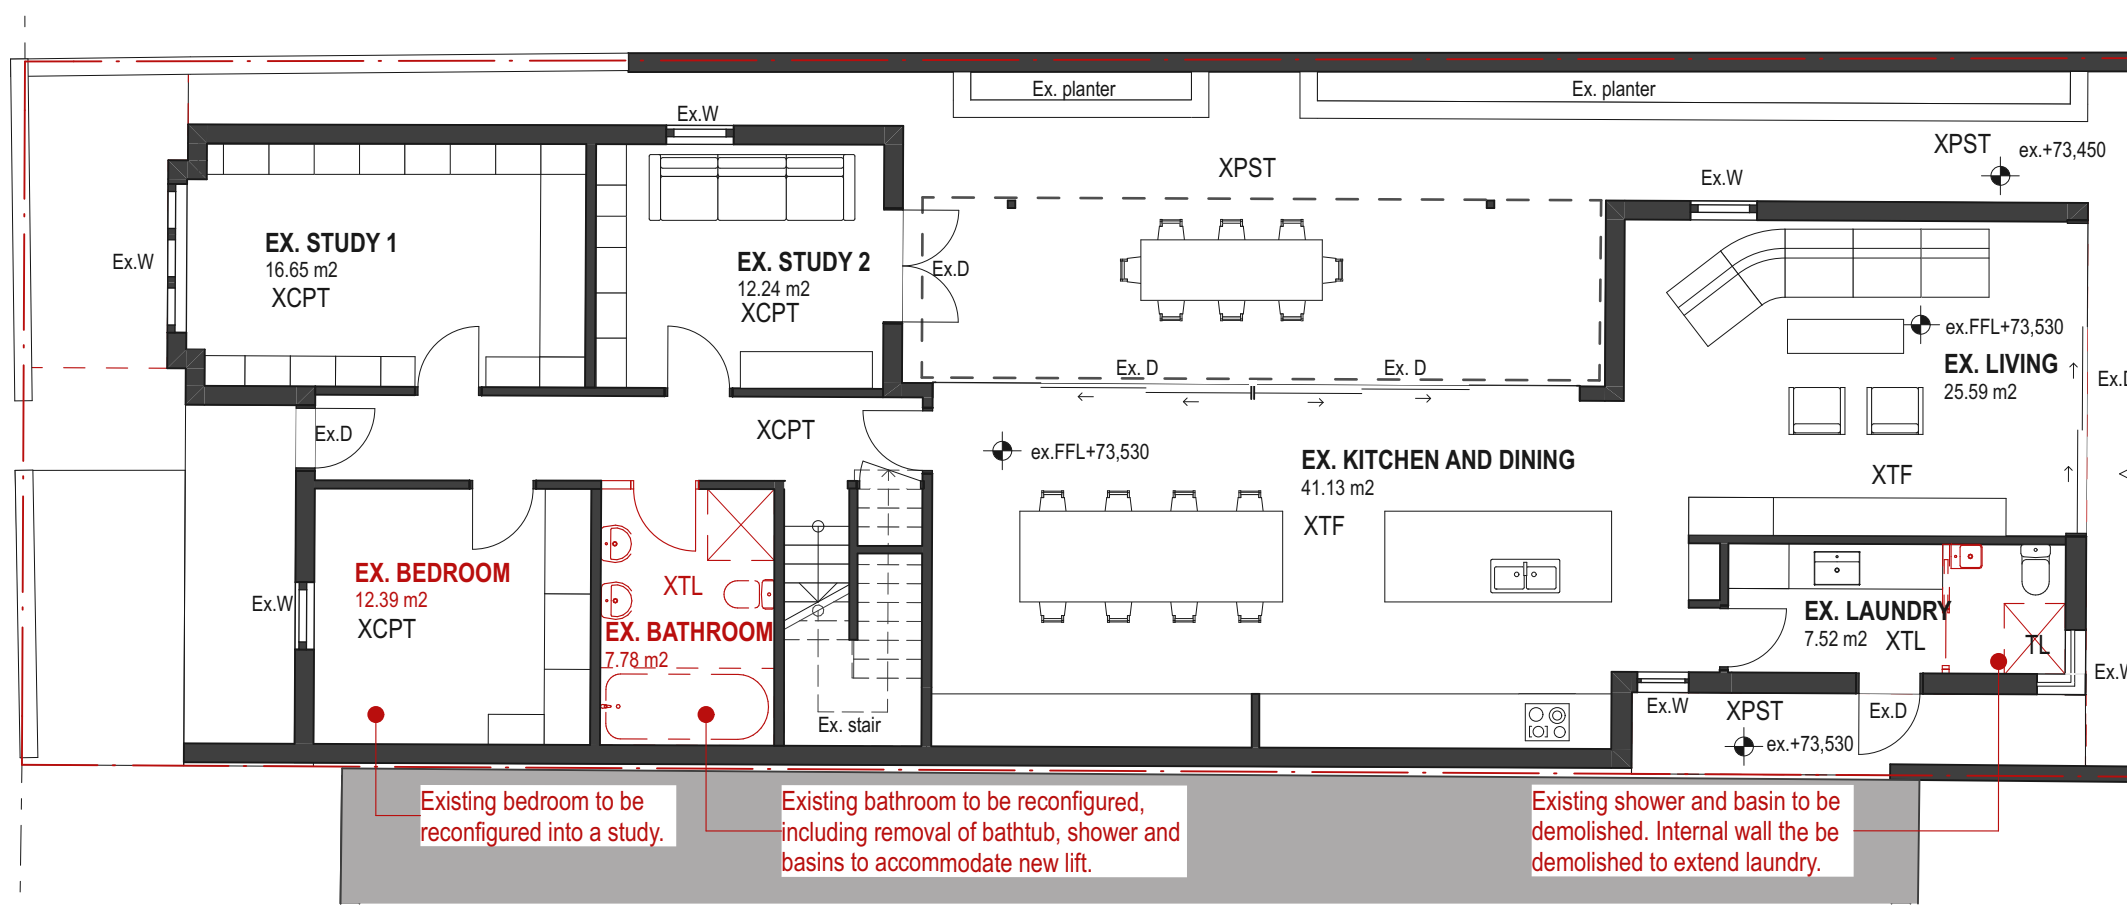 Ex. planter
Ex. planter
Ex.W
XPST
XPST
ex.+73,450
Ex.W
EX. STUDY 1
16.65 m2
XCPT
Ex.W
EX. STUDY 2
12.24 m2
XCPT
Ex.D
ex.FFL+73,530
Ex. D
Ex. D
EX. LIVING
25.59 m2
Ex.D
Ex.D
XCPT
ex.FFL+73,530
EX. KITCHEN AND DINING
41.13 m2
XTF
XTF
EX. BEDROOM
12.39 m2
XCPT
Ex.W
XTL
EX. BATHROOM
7.78 m2
EX. LAUNDRY
7.52 m2
XTL
TL
Ex.W
Ex. stair
Ex.W
XPST
Ex.D
ex.+73,530
Existing bedroom to be
reconfigured into a study.
Existing bathroom to be reconfigured,
including removal of bathtub, shower and
basins to accommodate new lift.
Existing shower and basin to be
demolished. Internal wall the be
demolished to extend laundry.